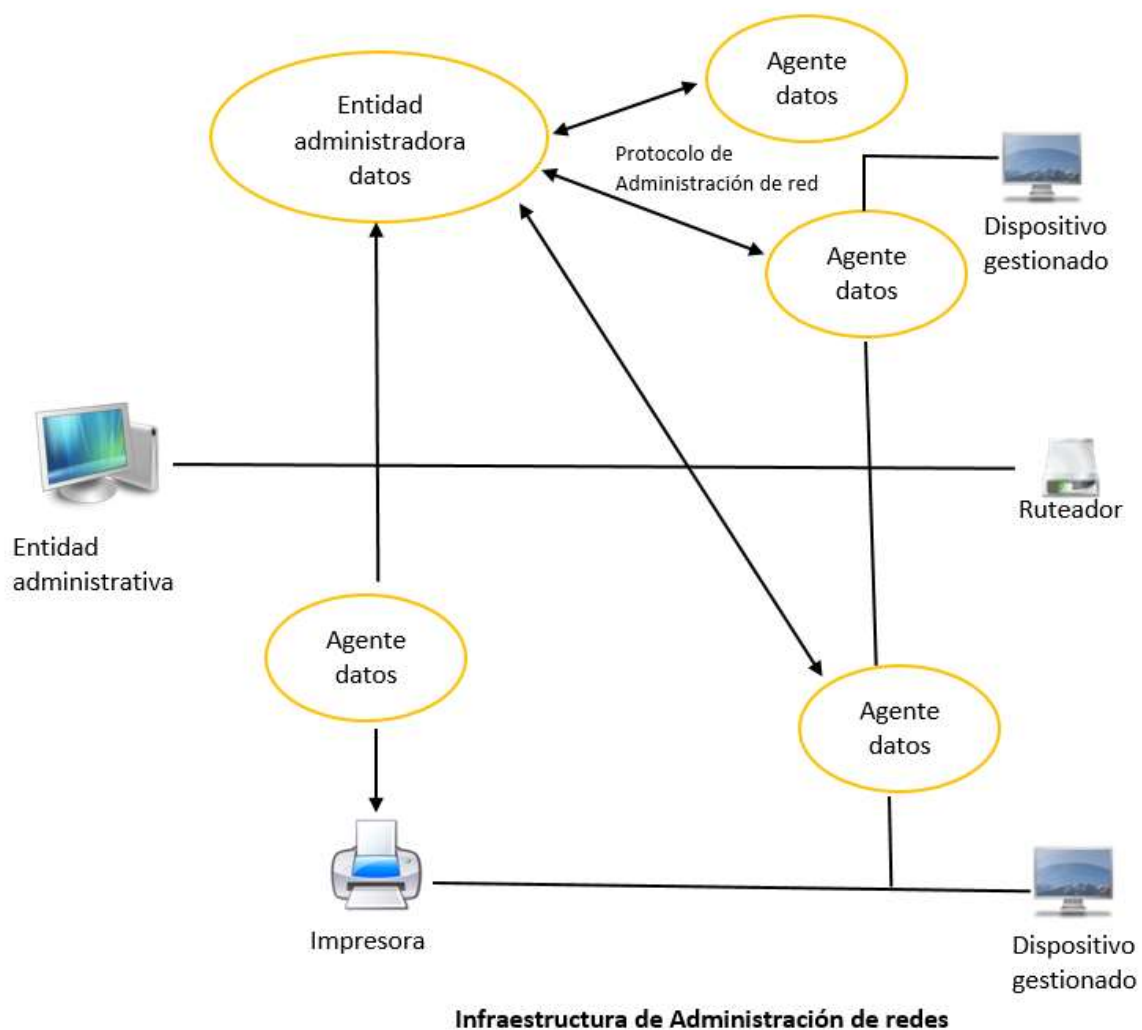 Agente
datos
Entidad
administradora
datos
Protocolo de
Administración de red
Dispositivo
gestionado
Agente
datos
Ruteador
Entidad
administrativa
Agente
datos
Agente
datos
Impresora
Dispositivo
gestionado
Infraestructura de Administración de redes